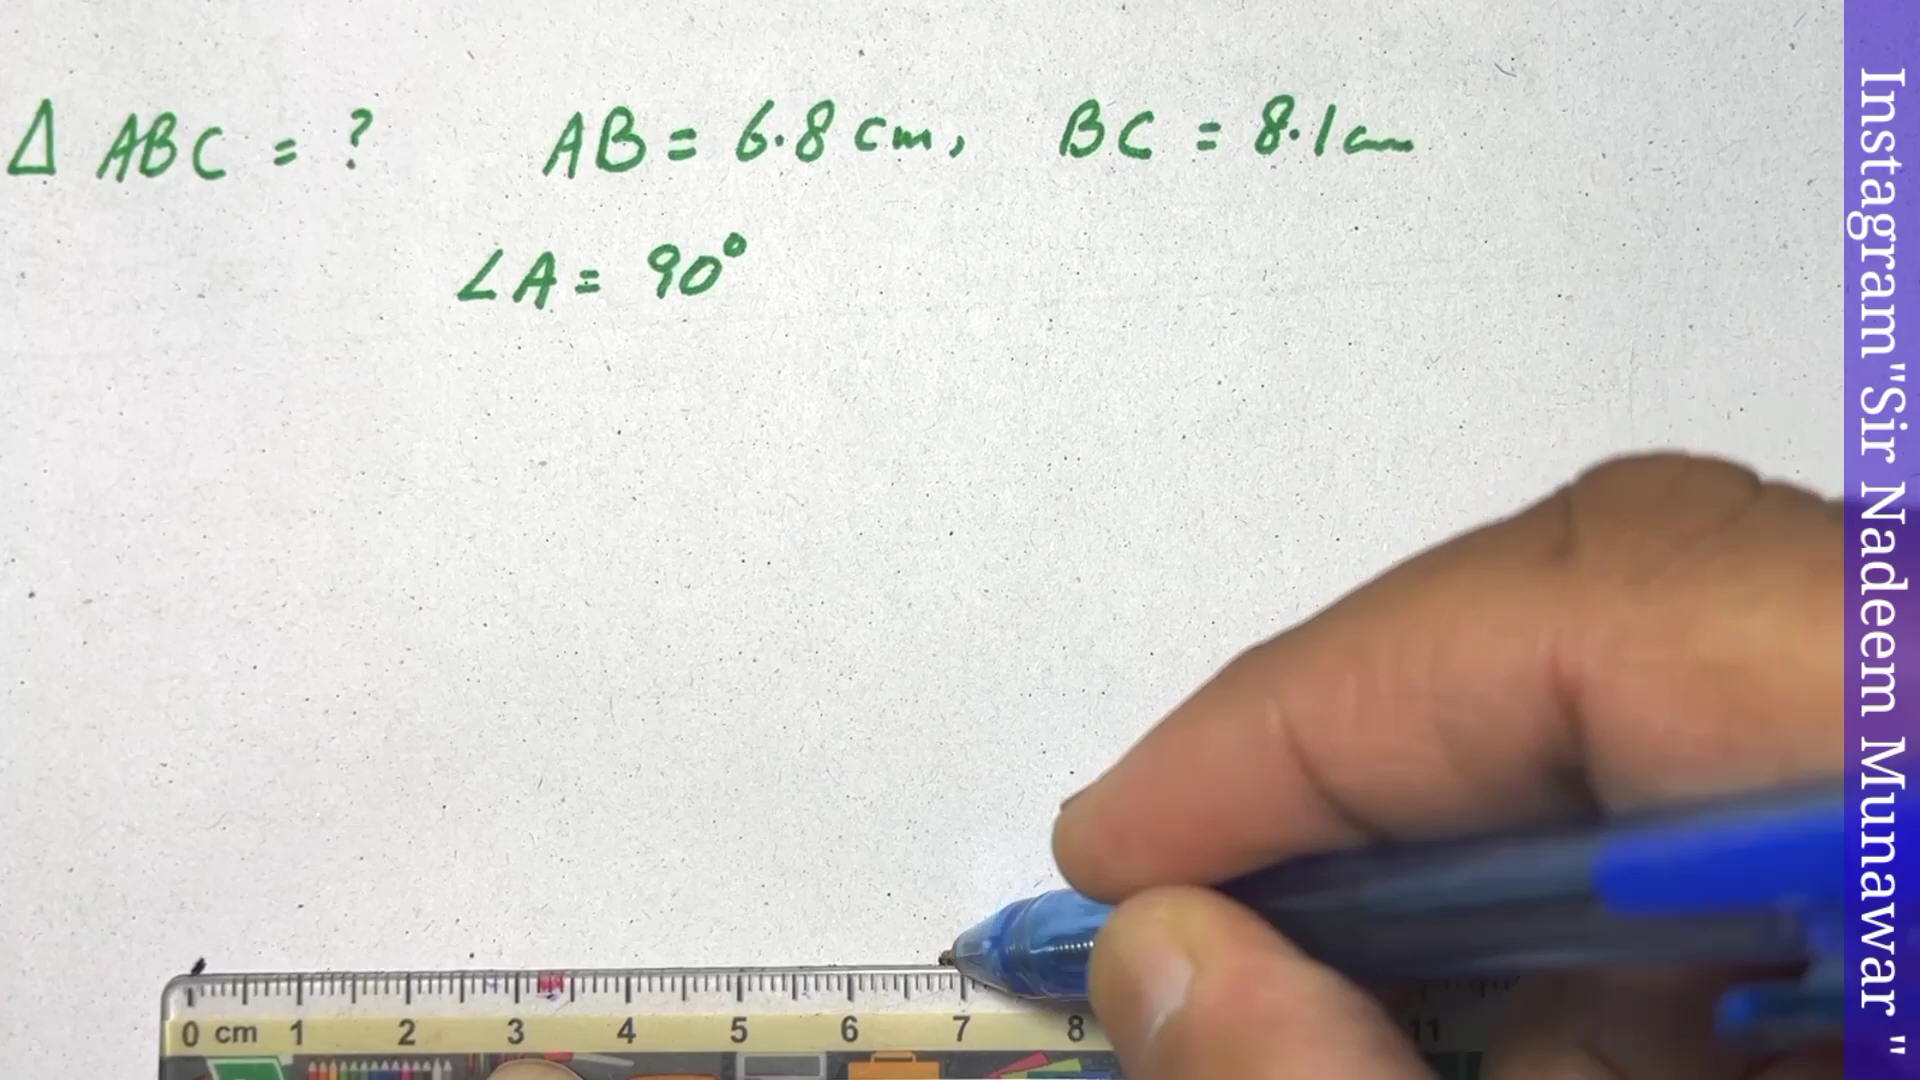 Δ ABC = ?   AB = 6.8 cm,   BC = 8.1 cm
∠A = 90°
0 cm 1 2 3 4 5 6 7 8 11
Instagram"Sir Nadeem Munawar"